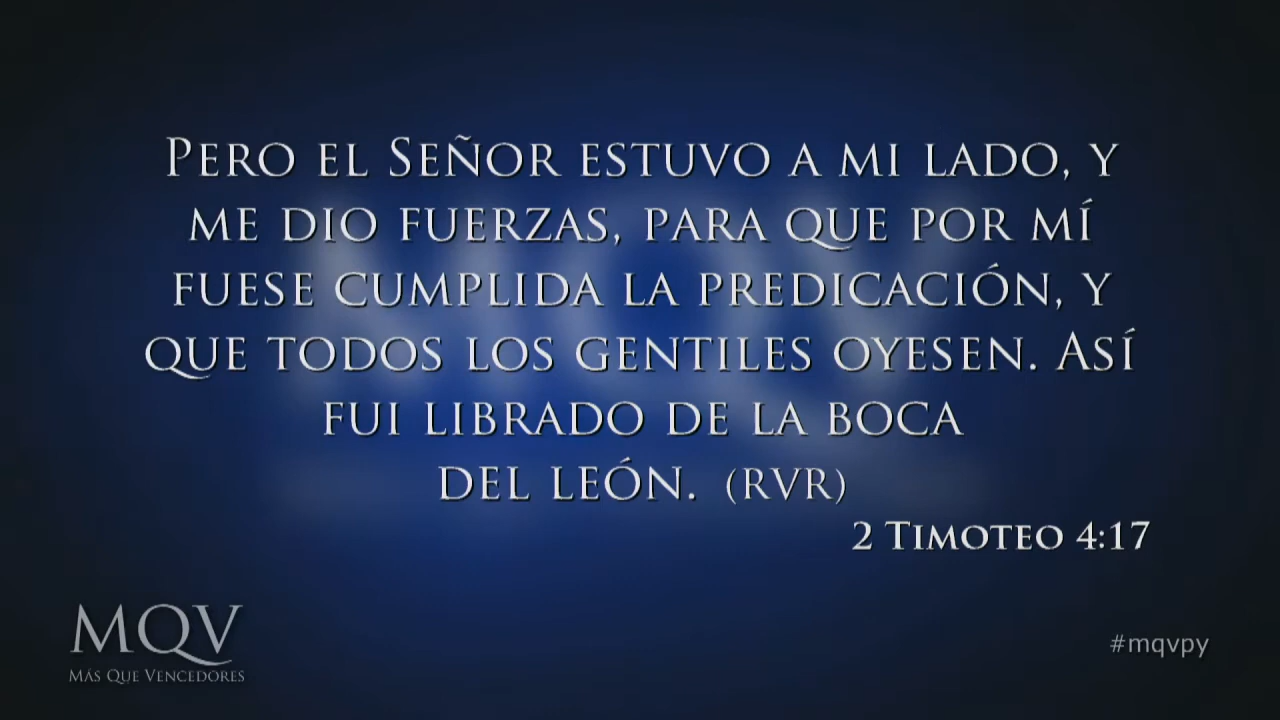 Pero el Señor estuvo a mi lado, y
me dio fuerzas, para que por mí
fuese cumplida la predicación, y
que todos los gentiles oyesen. Así
fui librado de la boca
del león. (RVR)
2 Timoteo 4:17
MQV
Más Que Vencedores
#mqvpy